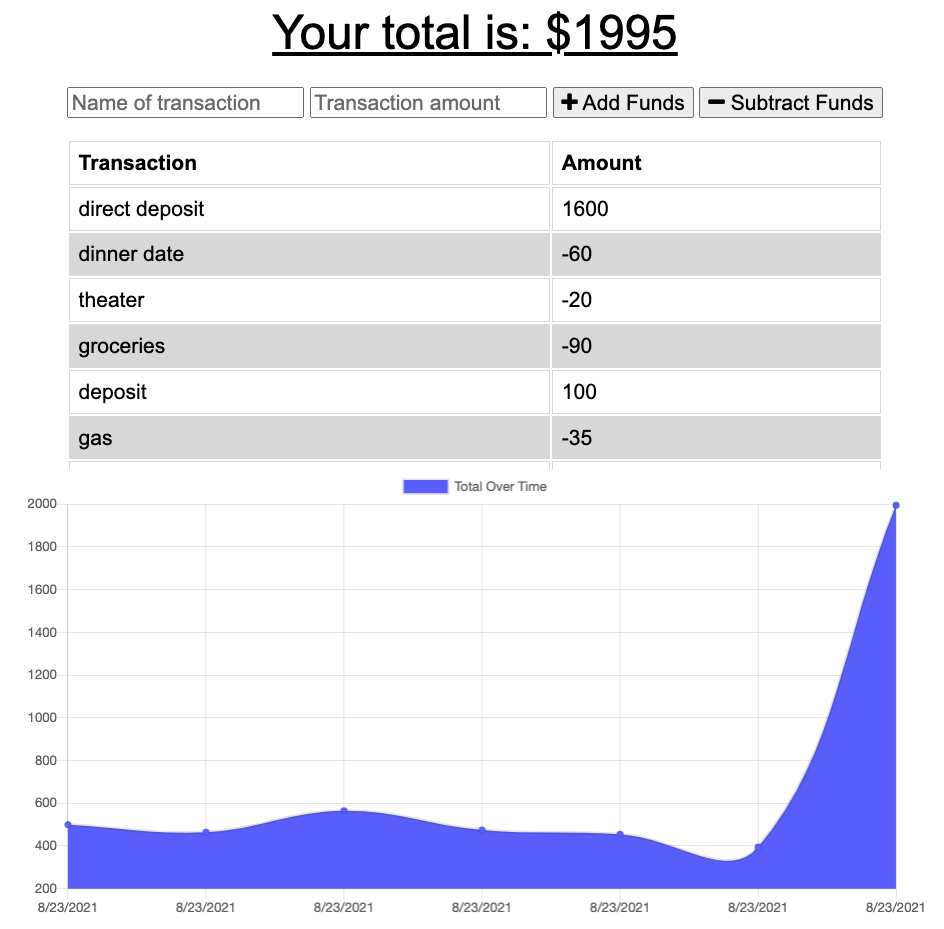 Your total is: $1995
Name of transaction Transaction amount + Add Funds − Subtract Funds
Transaction Amount
direct deposit 1600
dinner date -60
theater -20
groceries -90
deposit 100
gas -35
Total Over Time
2000
1800
1600
1400
1200
1000
800
600
400
200
8/23/2021 8/23/2021 8/23/2021 8/23/2021 8/23/2021 8/23/2021 8/23/2021